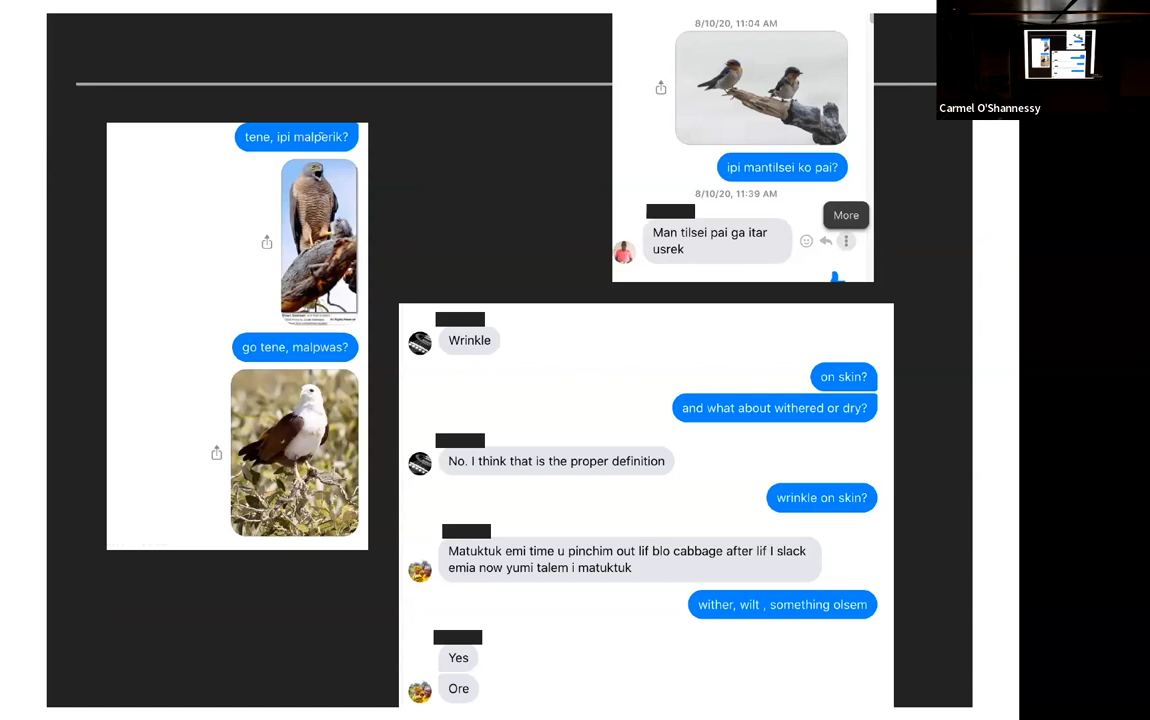 tene, ipi malperik?
go tene, malpwas?
8/10/20, 11:04 AM
ipi mantilsei ko pai?
8/10/20, 11:39 AM
More
Man tilsei pai ga itar
usrek
Wrinkle
on skin?
and what about withered or dry?
No. I think that is the proper definition
wrinkle on skin?
Matuktuk emi time u pinchim out lif blo cabbage after lif I slack
emia now yumi talem i matuktuk
wither, wilt , something olsem
Yes
Ore
Carmel O'Shannessy